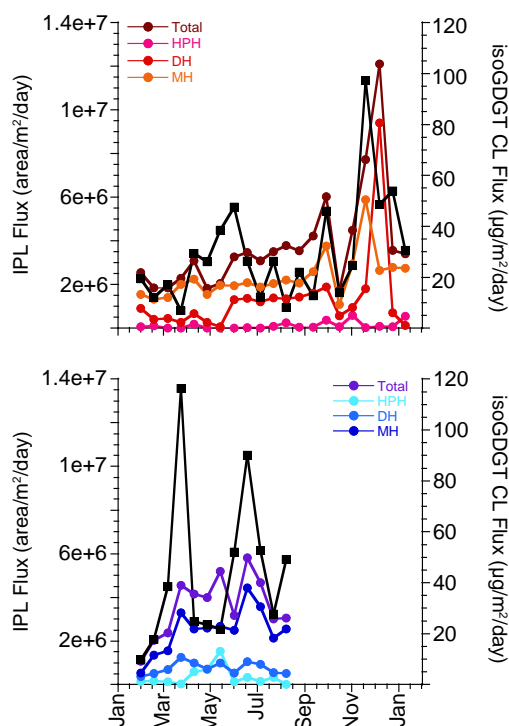 1.4e+7
1e+7
6e+6
2e+6
IPL Flux (area/m²/day)
Total
HPH
DH
MH
120
100
80
60
40
20
0
isoGDGT CL Flux (µg/m²/day)
1.4e+7
1e+7
6e+6
2e+6
IPL Flux (area/m²/day)
Total
HPH
DH
MH
120
100
80
60
40
20
0
isoGDGT CL Flux (µg/m²/day)
Jan
Mar
May
Jul
Sep
Nov
Jan